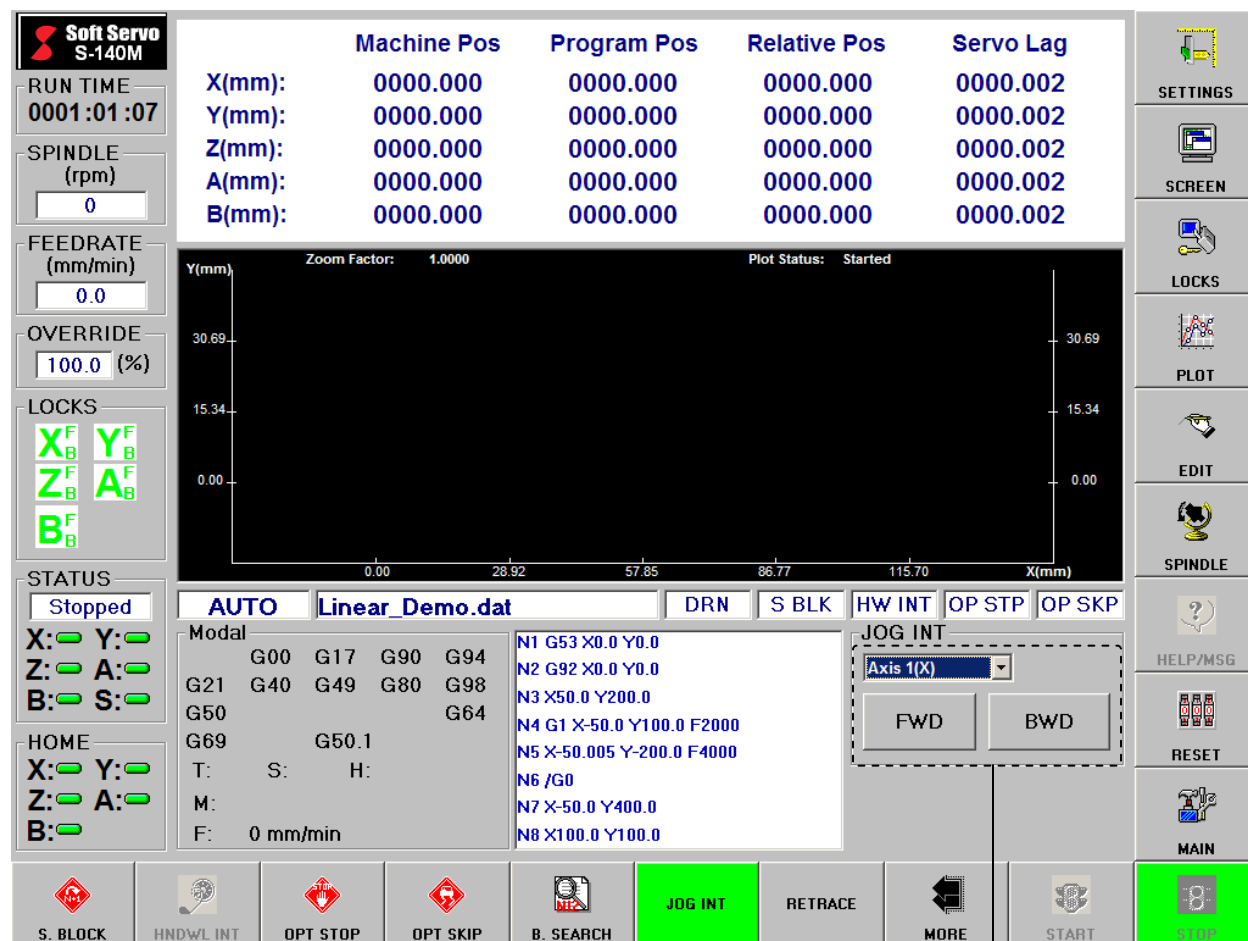 Soft Servo
S-140M
RUN TIME
0001:01:07
SPINDLE
(rpm)
0
FEEDRATE
(mm/min)
0.0
OVERRIDE
100.0 (%)
LOCKS
X F B Y F B
Z F B A F B
B F B
STATUS
Stopped
X: Y:
Z: A:
B: S:
HOME
X: Y:
Z: A:
B:
Machine Pos Program Pos Relative Pos Servo Lag
X(mm): 0000.000 0000.000 0000.000 0000.002
Y(mm): 0000.000 0000.000 0000.000 0000.002
Z(mm): 0000.000 0000.000 0000.000 0000.002
A(mm): 0000.000 0000.000 0000.000 0000.002
B(mm): 0000.000 0000.000 0000.000 0000.002
Y(mm) Zoom Factor: 1.0000 Plot Status: Started
30.69 30.69
15.34 15.34
0.00 0.00
0.00 28.92 57.85 86.77 115.70 X(mm)
AUTO Linear_Demo.dat DRN S BLK HW INT OP STP OP SKP
Modal
G00 G17 G90 G94
G21 G40 G49 G80 G98
G50 G64
G69 G50.1
T: S: H:
M:
F: 0 mm/min
N1 G53 X0.0 Y0.0
N2 G92 X0.0 Y0.0
N3 X50.0 Y200.0
N4 G1 X-50.0 Y100.0 F2000
N5 X-50.005 Y-200.0 F4000
N6 /G0
N7 X-50.0 Y400.0
N8 X100.0 Y100.0
JOG INT
Axis 1(X)
FWD BWD
SETTINGS
SCREEN
LOCKS
PLOT
EDIT
SPINDLE
?
HELP/MSG
RESET
MAIN
N+1
S. BLOCK
HNDWL INT
STOP
OPT STOP
OPT SKIP
N12
B. SEARCH
JOG INT
RETRACE
MORE
START
STOP